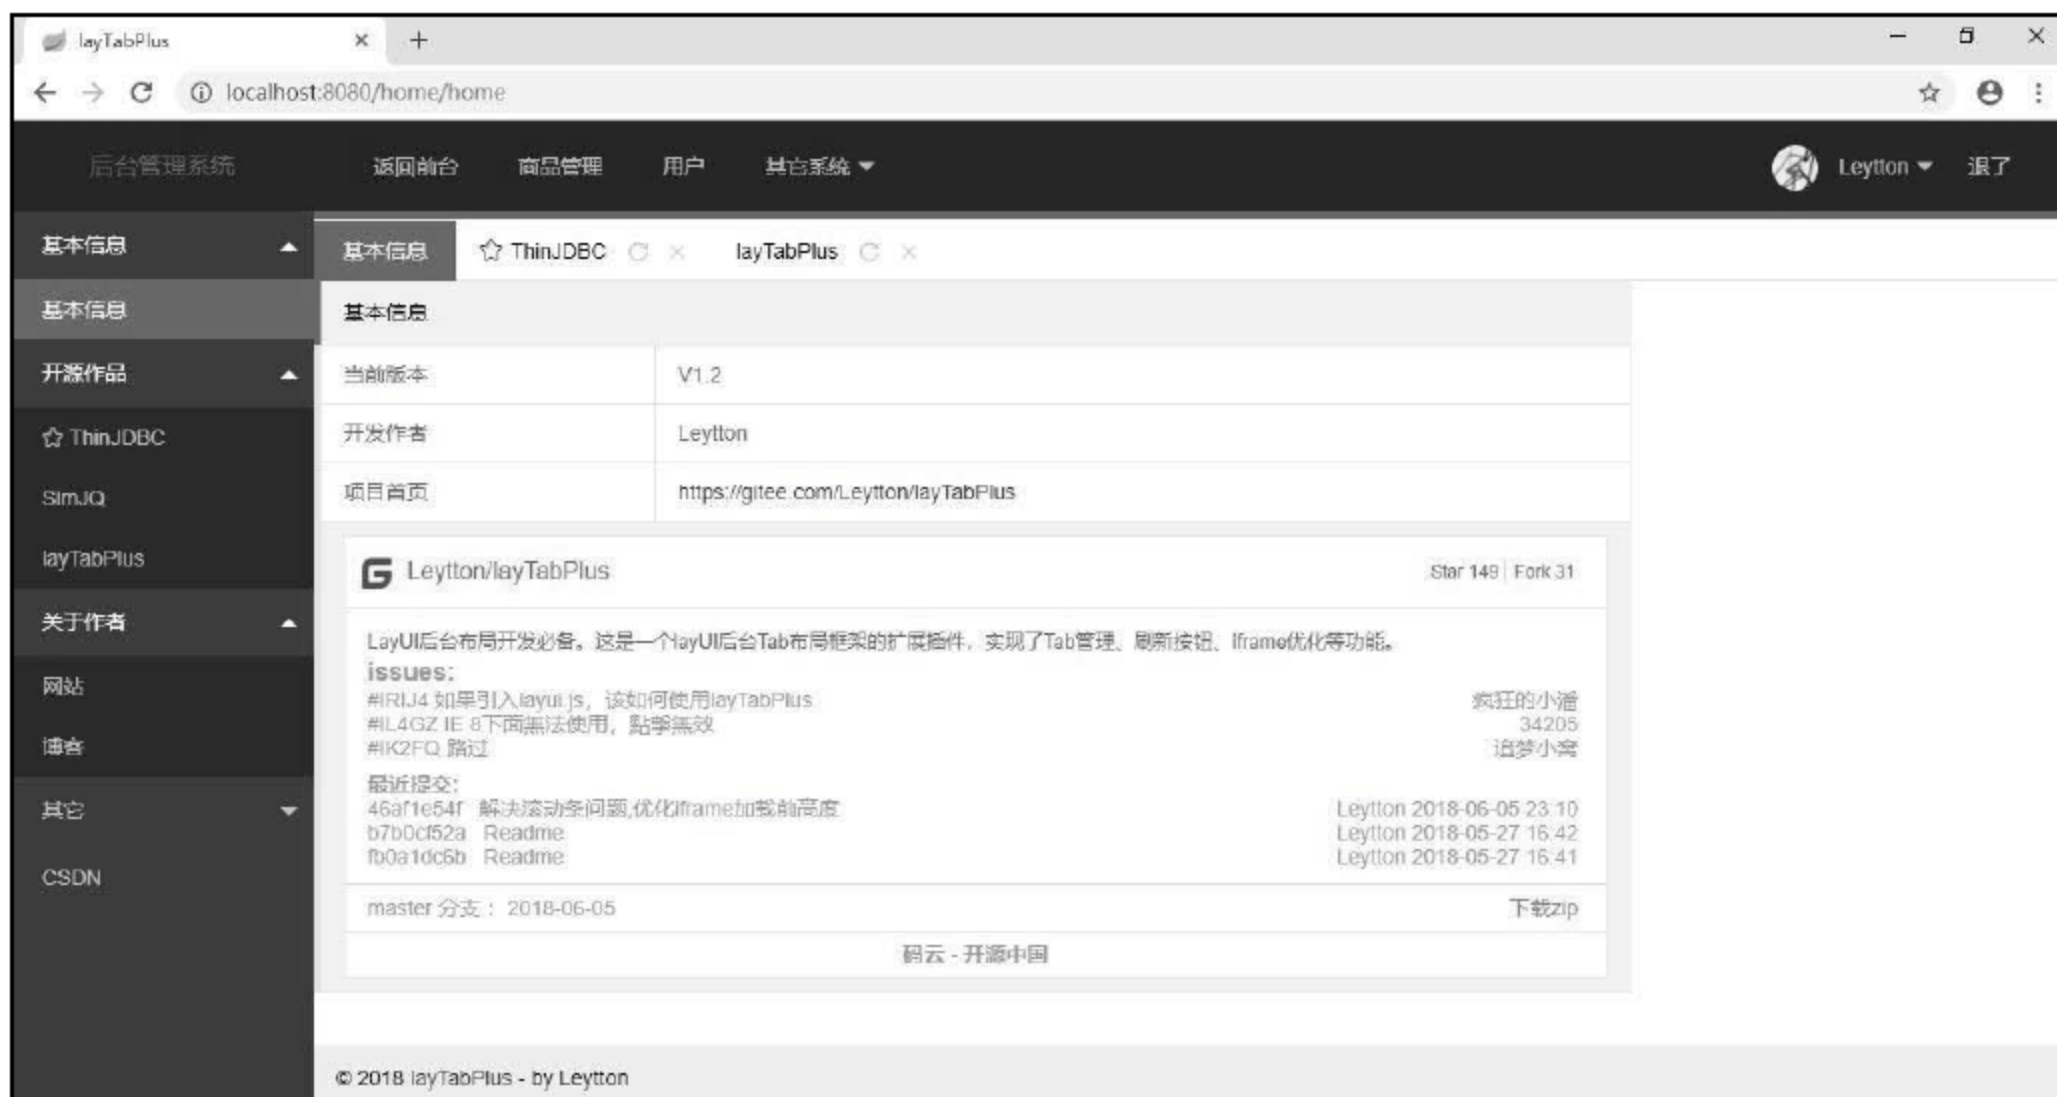 layTabPlus
localhost:8080/home/home
后台管理系统
返回前台 商品管理 用户 其它系统
Leytton 退了
基本信息
基本信息
开源作品
ThinJDBC
SimJQ
layTabPlus
关于作者
网站
博客
其它
CSDN
基本信息 ThinJDBC layTabPlus
基本信息
当前版本 V1.2
开发作者 Leytton
项目首页 https://gitee.com/Leytton/layTabPlus
Leytton/layTabPlus Star 149 Fork 31
LayUI后台布局开发必备。这是一个layUI后台Tab布局框架的扩展插件，实现了Tab管理、刷新按钮、iframe优化等功能。
issues:
#IRIJ4 如果引入layui.js，该如何使用layTabPlus 疯狂的小潘
#IL4GZ IE 8下面無法使用，點擊無效 34205
#IK2FQ 路过 追梦小窝
最近提交:
46af1e54f 解决滚动条问题,优化iframe加载前高度 Leytton 2018-06-05 23:10
b7b0cf52a Readme Leytton 2018-05-27 16:42
fb0a1dc6b Readme Leytton 2018-05-27 16:41
master 分支： 2018-06-05 下载zip
码云 - 开源中国
© 2018 layTabPlus - by Leytton